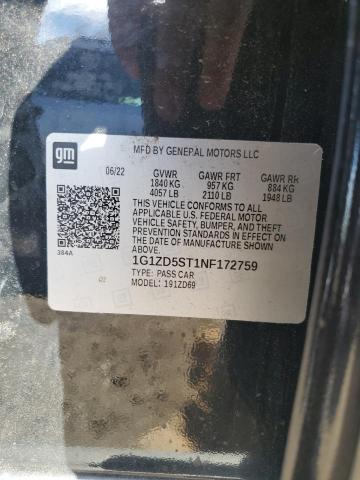 gm
MFD BY GENEPAL MOTORS LLC
06/22 GVWR GAWR FRT GAWR RR
1840 KG 957 KG 884 KG
4057 LB 2110 LB 1948 LB
THIS VEHICLE CONFORMS TO ALL
APPLICABLE U.S. FEDERAL MOTOR
VEHICLE SAFETY, BUMPER, AND THEFT
PREVENTION STANDARDS IN EFFECT
ON THE DATE OF MANUFACTURE SHOWN
ABOVE.
384A
1G1ZD5ST1NF172759
TYPE: PASS CAR
MODEL: 191ZD69